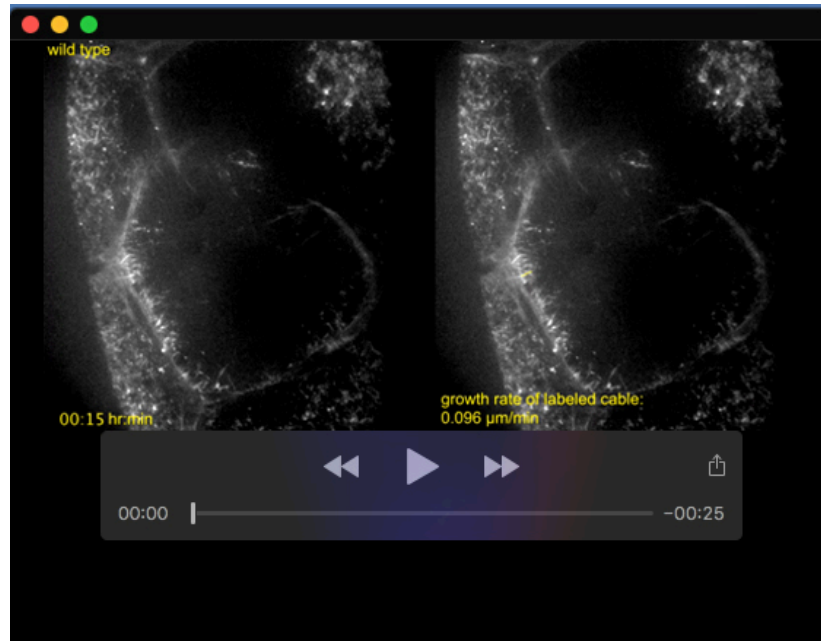 wild type
00:15 hr:min
growth rate of labeled cable:
0.096 µm/min
00:00
-00:25